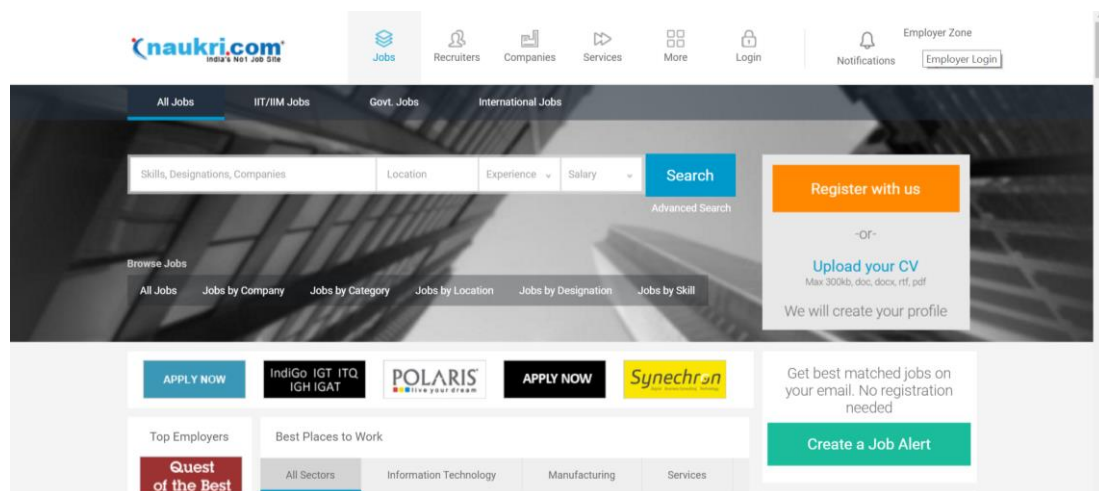 naukri.com
India's No1 Job Site
Jobs
Recruiters
Companies
Services
More
Login
Notifications
Employer Zone
Employer Login
All Jobs
IIT/IIM Jobs
Govt. Jobs
International Jobs
Skills, Designations, Companies
Location
Experience
Salary
Search
Advanced Search
Register with us
-or-
Upload your CV
Max 300kb, doc, docx, rtf, pdf
We will create your profile
Browse Jobs
All Jobs
Jobs by Company
Jobs by Category
Jobs by Location
Jobs by Designation
Jobs by Skill
APPLY NOW
IndiGo IGT ITQ
IGH IGAT
POLARIS
live your dream
APPLY NOW
Synechron
Get best matched jobs on
your email. No registration
needed
Create a Job Alert
Top Employers
Quest
of the Best
Best Places to Work
All Sectors
Information Technology
Manufacturing
Services